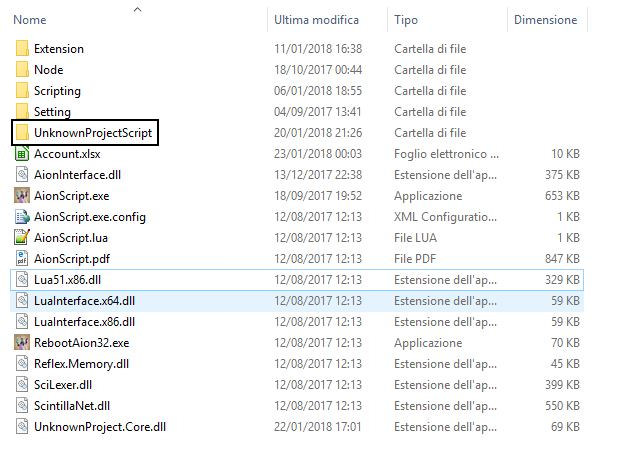 Nome Ultima modifica Tipo Dimensione
Extension 11/01/2018 16:38 Cartella di file
Node 18/10/2017 00:44 Cartella di file
Scripting 06/01/2018 18:55 Cartella di file
Setting 04/09/2017 13:41 Cartella di file
UnknownProjectScript 20/01/2018 21:26 Cartella di file
Account.xlsx 23/01/2018 00:03 Foglio elettronico ... 10 KB
AionInterface.dll 13/12/2017 22:38 Estensione dell'ap... 375 KB
AionScript.exe 18/09/2017 19:52 Applicazione 653 KB
AionScript.exe.config 12/08/2017 12:13 XML Configuratio... 1 KB
AionScript.lua 12/08/2017 12:13 File LUA 1 KB
AionScript.pdf 12/08/2017 12:13 File PDF 847 KB
Lua51.x86.dll 12/08/2017 12:13 Estensione dell'ap... 329 KB
LuaInterface.x64.dll 12/08/2017 12:13 Estensione dell'ap... 59 KB
LuaInterface.x86.dll 12/08/2017 12:13 Estensione dell'ap... 59 KB
RebootAion32.exe 12/08/2017 12:13 Applicazione 70 KB
Reflex.Memory.dll 12/08/2017 12:13 Estensione dell'ap... 45 KB
SciLexer.dll 12/08/2017 12:13 Estensione dell'ap... 399 KB
ScintillaNet.dll 12/08/2017 12:13 Estensione dell'ap... 550 KB
UnknownProject.Core.dll 22/01/2018 17:01 Estensione dell'ap... 69 KB